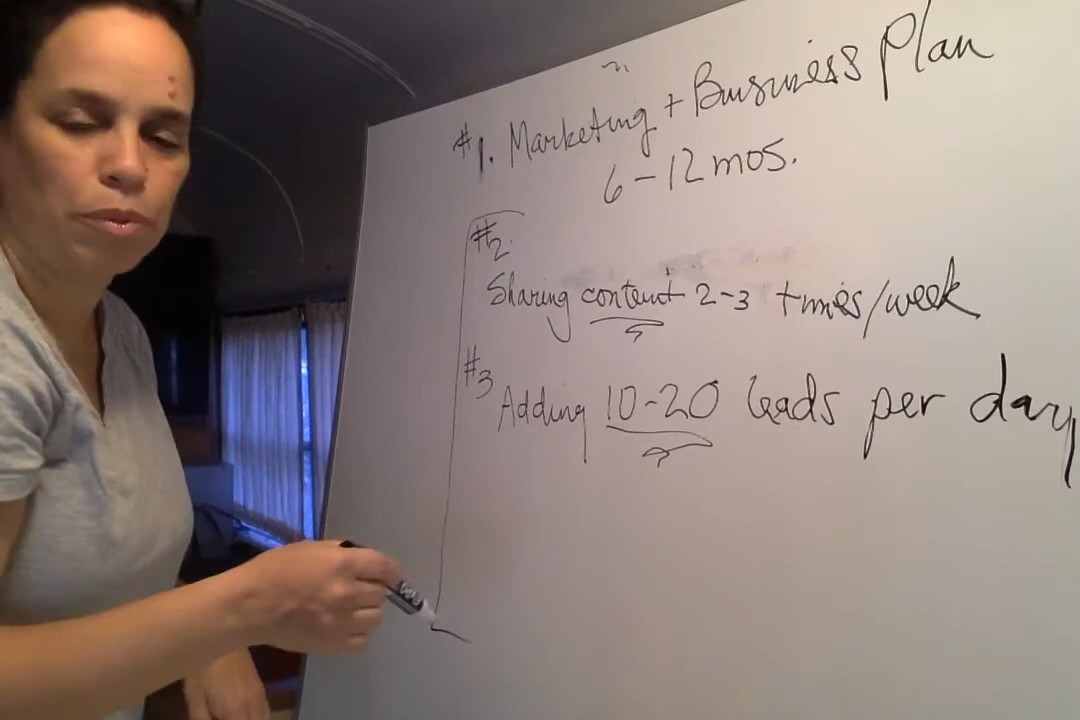 #1. Marketing + Business Plan
6-12 mos.
#2.
Sharing content 2-3 times/week
#3
Adding 10-20 leads per day